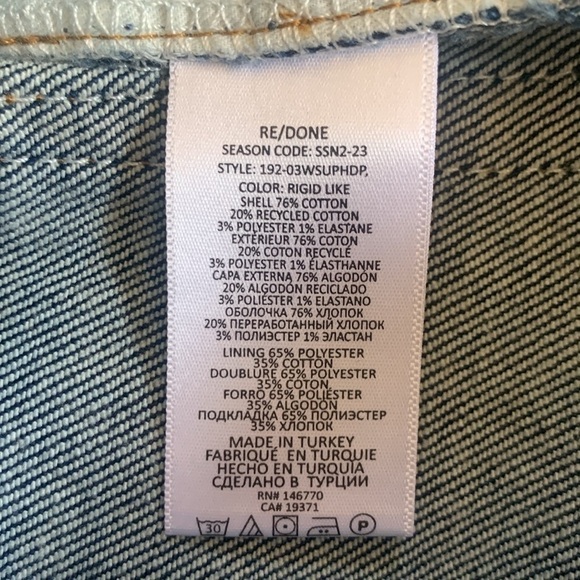 RE/DONE
SEASON CODE: SSN2-23
STYLE: 192-03WSUPHDP,
COLOR: RIGID LIKE
SHELL 76% COTTON
20% RECYCLED COTTON
3% POLYESTER 1% ELASTANE
EXTÉRIEUR 76% COTON
20% COTON RECYCLÉ
3% POLYESTER 1% ÉLASTHANNE
CAPA EXTERNA 76% ALGODÓN
20% ALGODÓN RECICLADO
3% POLIÉSTER 1% ELASTANO
ОБОЛОЧКА 76% ХЛОПОК
20% ПЕРЕРАБОТАННЫЙ ХЛОПОК
3% ПОЛИЭСТЕР 1% ЭЛАСТАН
LINING 65% POLYESTER
35% COTTON
DOUBLURE 65% POLYESTER
35% COTON
FORRO 65% POLIÉSTER
35% ALGODÓN
ПОДКЛАДКА 65% ПОЛИЭСТЕР
35% ХЛОПОК
MADE IN TURKEY
FABRIQUÉ EN TURQUIE
HECHO EN TURQUÍA
СДЕЛАНО В ТУРЦИИ
RN# 146770
CA# 19371
30 P